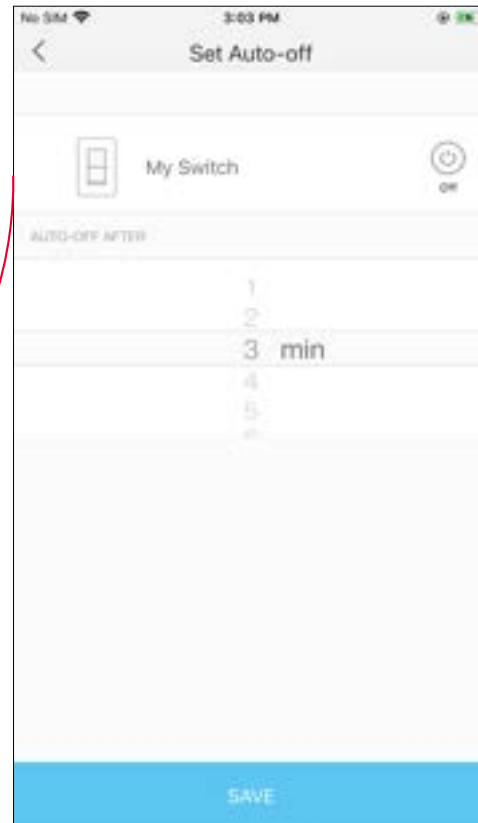 No SIM 3:03 PM
Set Auto-off
My Switch
Off
AUTO-OFF AFTER
1
2
3 min
4
5
SAVE